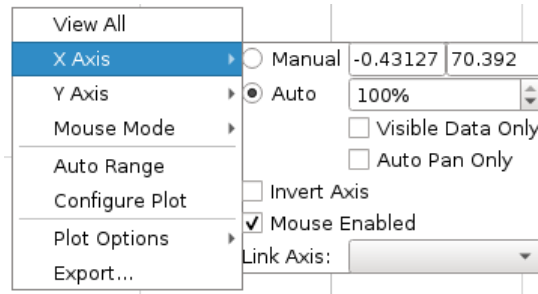 View All
X Axis
Y Axis
Mouse Mode
Auto Range
Configure Plot
Plot Options
Export...
Manual -0.43127 70.392
Auto 100%
Visible Data Only
Auto Pan Only
Invert Axis
Mouse Enabled
Link Axis: